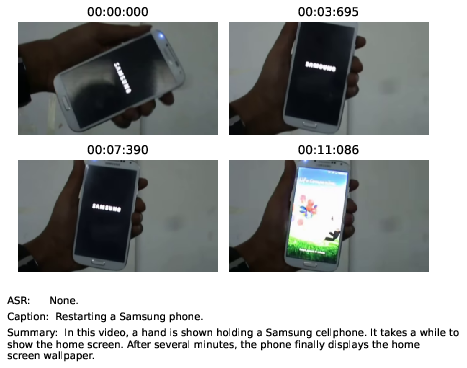 00:00:000
00:03:695
SAMSUNG
SAMSUNG
00:07:390
00:11:086
SAMSUNG
ASR: None.
Caption: Restarting a Samsung phone.
Summary: In this video, a hand is shown holding a Samsung cellphone. It takes a while to
show the home screen. After several minutes, the phone finally displays the home
screen wallpaper.